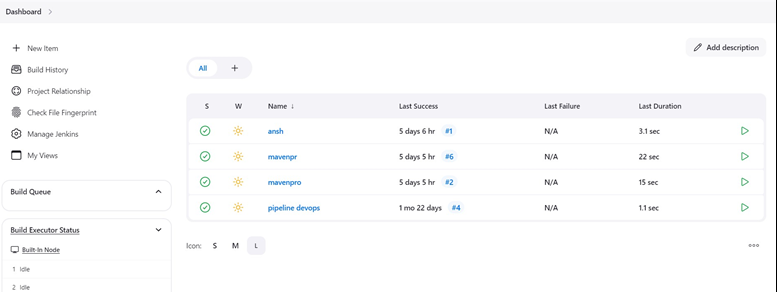 Dashboard
New Item
Build History
Project Relationship
Check File Fingerprint
Manage Jenkins
My Views
Build Queue
Build Executor Status
Built-In Node
1 Idle
2 Idle
Add description
All +
S W Name ↓ Last Success Last Failure Last Duration
ansh 5 days 6 hr #1 N/A 3.1 sec
mavenpr 5 days 5 hr #6 N/A 22 sec
mavenpro 5 days 5 hr #2 N/A 15 sec
pipeline devops 1 mo 22 days #4 N/A 1.1 sec
Icon: S M L